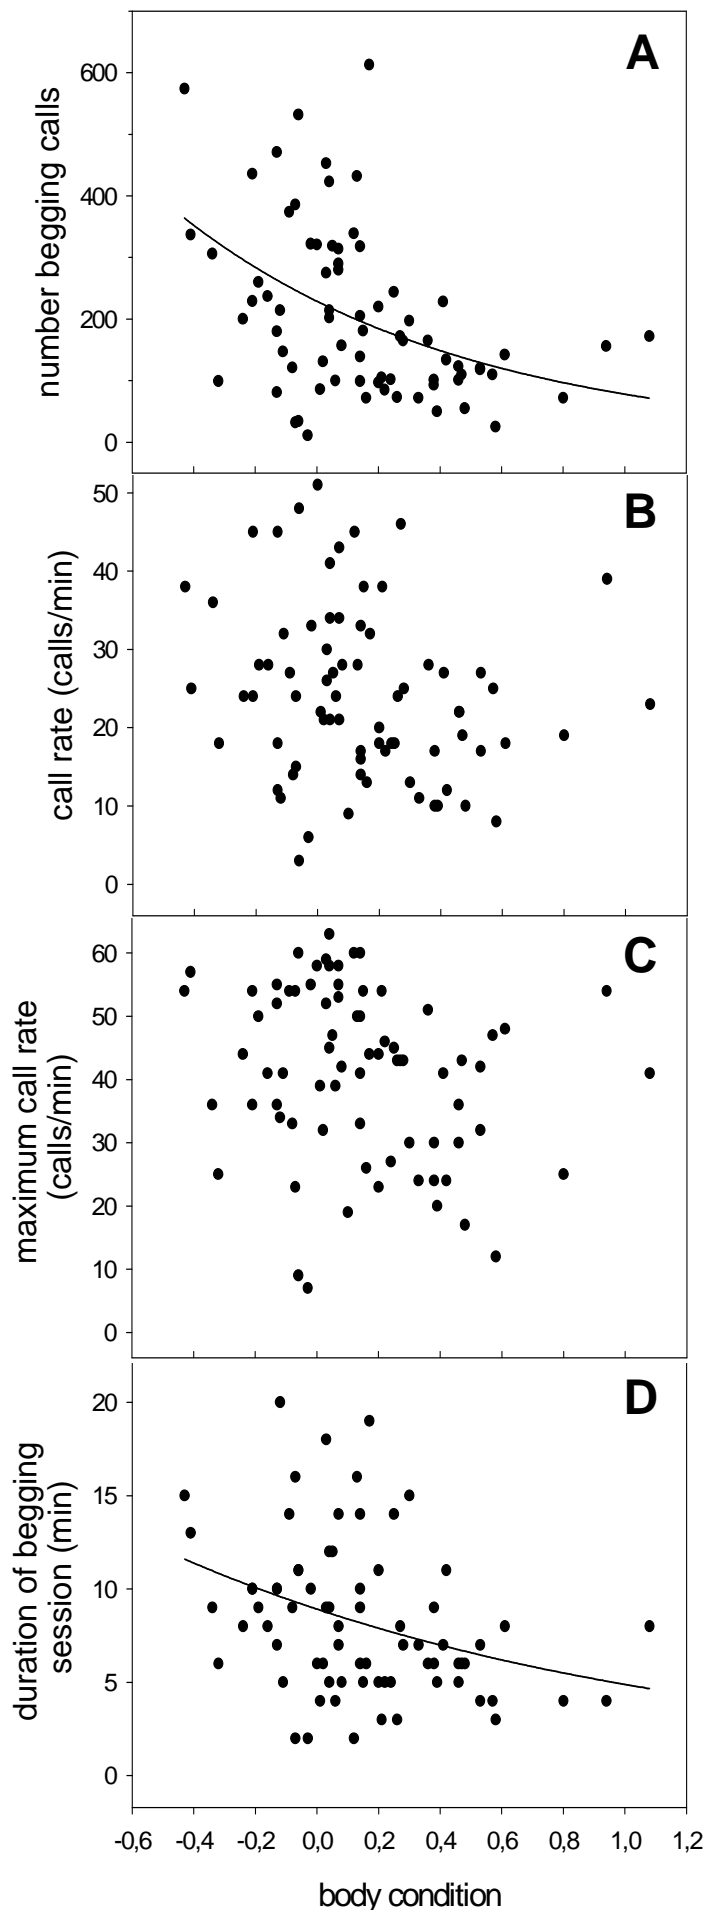 A
number begging calls
600
400
200
0
B
call rate (calls/min)
50
40
30
20
10
0
C
maximum call rate
(calls/min)
60
50
40
30
20
10
0
D
duration of begging
session (min)
20
15
10
5
0
-0,6 -0,4 -0,2 0,0 0,2 0,4 0,6 0,8 1,0 1,2
body condition